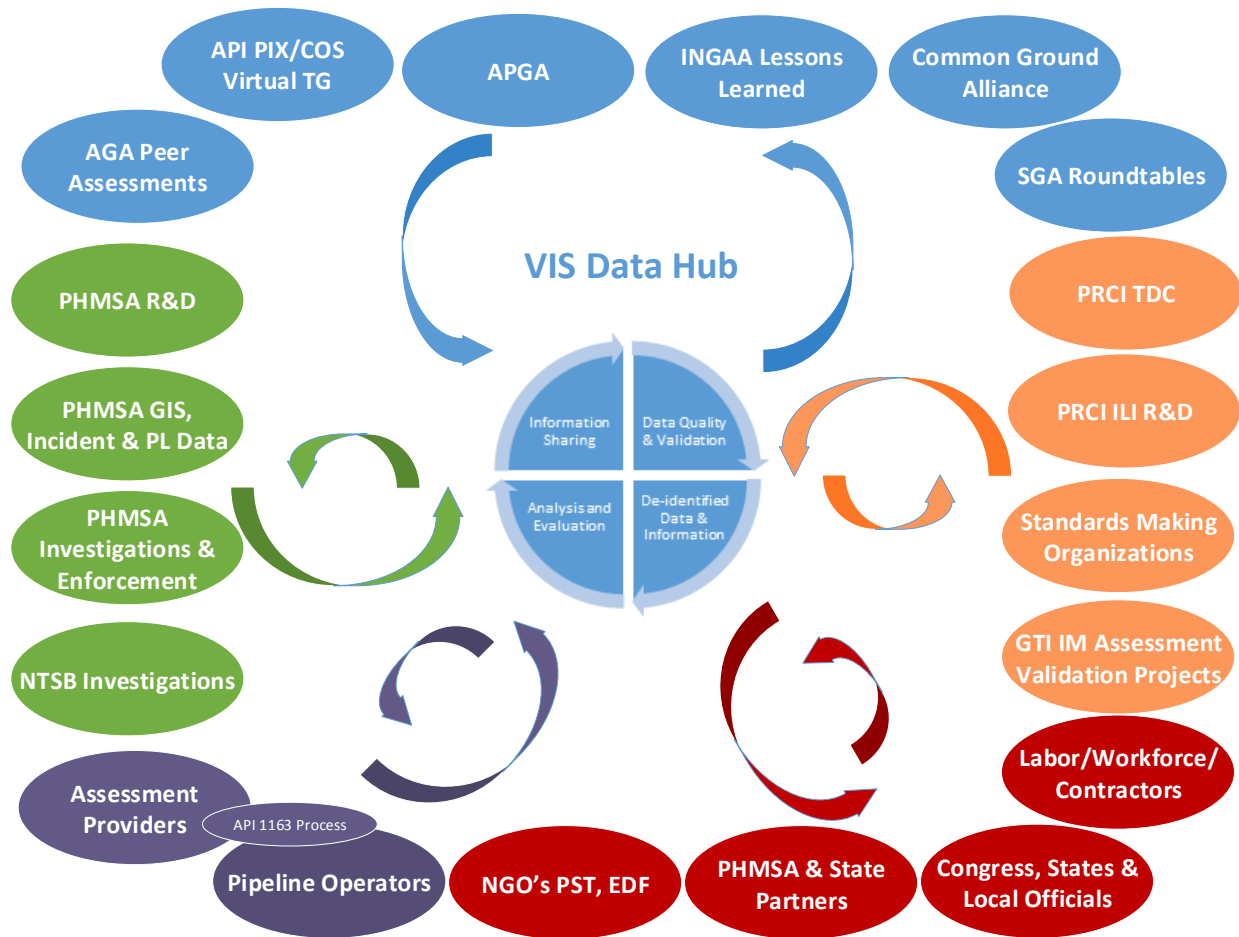 API PIX/COS
Virtual TG
APGA
INGAA Lessons
Learned
Common Ground
Alliance
AGA Peer
Assessments
SGA Roundtables
VIS Data Hub
PHMSA R&D
PRCI TDC
PHMSA GIS,
Incident & PL Data
Information
Sharing
Data Quality
& Validation
PRCI ILI R&D
PHMSA
Investigations &
Enforcement
Analysis and
Evaluation
De-identified
Data &
Information
Standards Making
Organizations
NTSB Investigations
GTI IM Assessment
Validation Projects
Assessment
Providers
API 1163 Process
Labor/Workforce/
Contractors
Pipeline Operators
NGO’s PST, EDF
PHMSA & State
Partners
Congress, States &
Local Officials